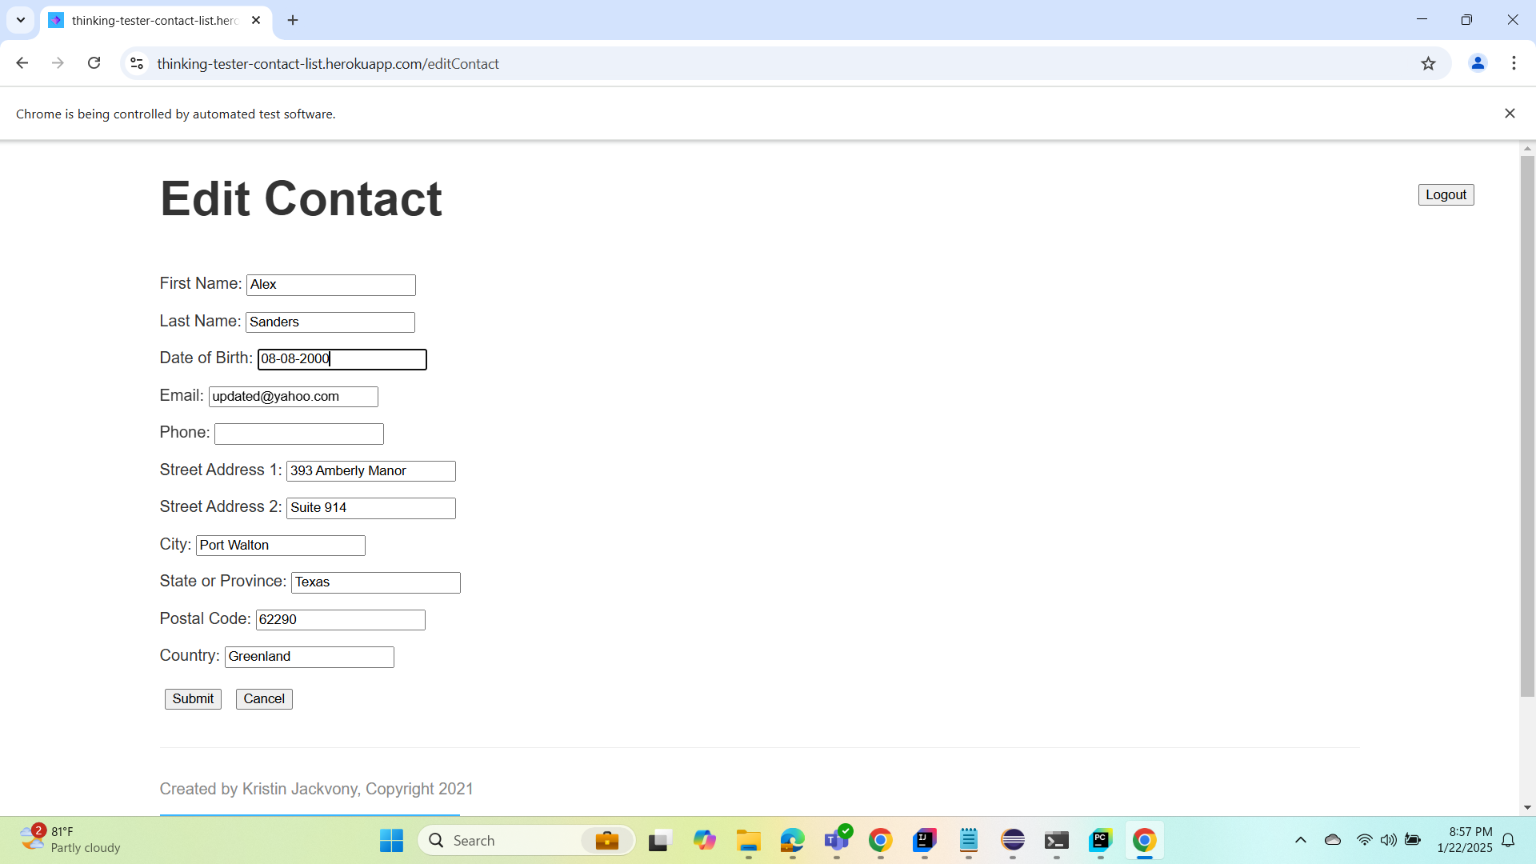 thinking-tester-contact-list.herc
thinking-tester-contact-list.herokuapp.com/editContact
Chrome is being controlled by automated test software.
Edit Contact
Logout
First Name: Alex
Last Name: Sanders
Date of Birth: 08-08-2000
Email: updated@yahoo.com
Phone:
Street Address 1: 393 Amberly Manor
Street Address 2: Suite 914
City: Port Walton
State or Province: Texas
Postal Code: 62290
Country: Greenland
Submit Cancel
Created by Kristin Jackvony, Copyright 2021
2
81°F
Partly cloudy
Search
IJ
PC
8:57 PM
1/22/2025